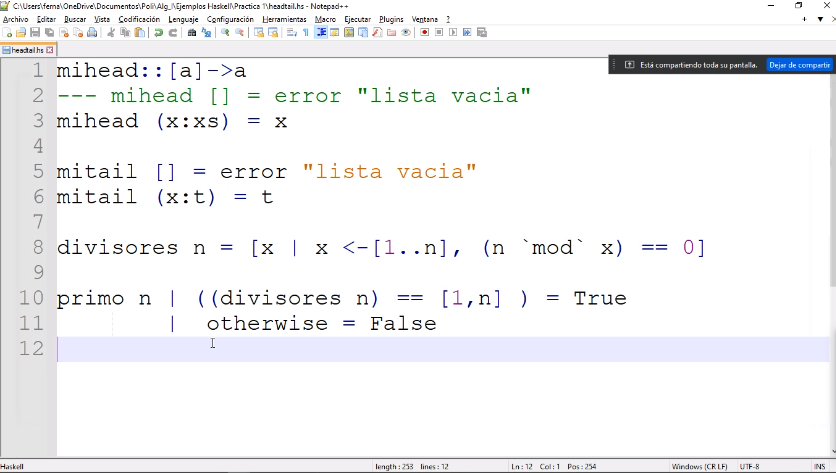 C:\Users\ferna\OneDrive\Documentos\Poli\Alg_I\Ejemplos Haskell\Practica 1\headtail.hs - Notepad++
Archivo Editar Buscar Vista Codificación Lenguaje Configuración Herramientas Macro Ejecutar Plugins Ventana ?
headtail.hs
Está compartiendo toda su pantalla. Dejar de compartir
1 mihead::[a]->a
2 --- mihead [] = error "lista vacia"
3 mihead (x:xs) = x
4
5 mitail [] = error "lista vacia"
6 mitail (x:t) = t
7
8 divisores n = [x | x <-[1..n], (n `mod` x) == 0]
9
10 primo n | ((divisores n) == [1,n] ) = True
11 | otherwise = False
12
Haskell length : 253 lines : 12 Ln : 12 Col : 1 Pos : 254 Windows (CR LF) UTF-8 INS